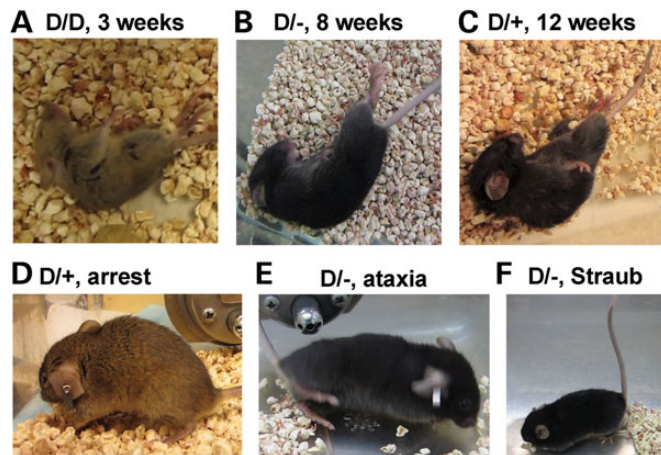 A D/D, 3 weeks
B D/-, 8 weeks
C D/+, 12 weeks
D D/+, arrest
E D/-, ataxia
F D/-, Straub